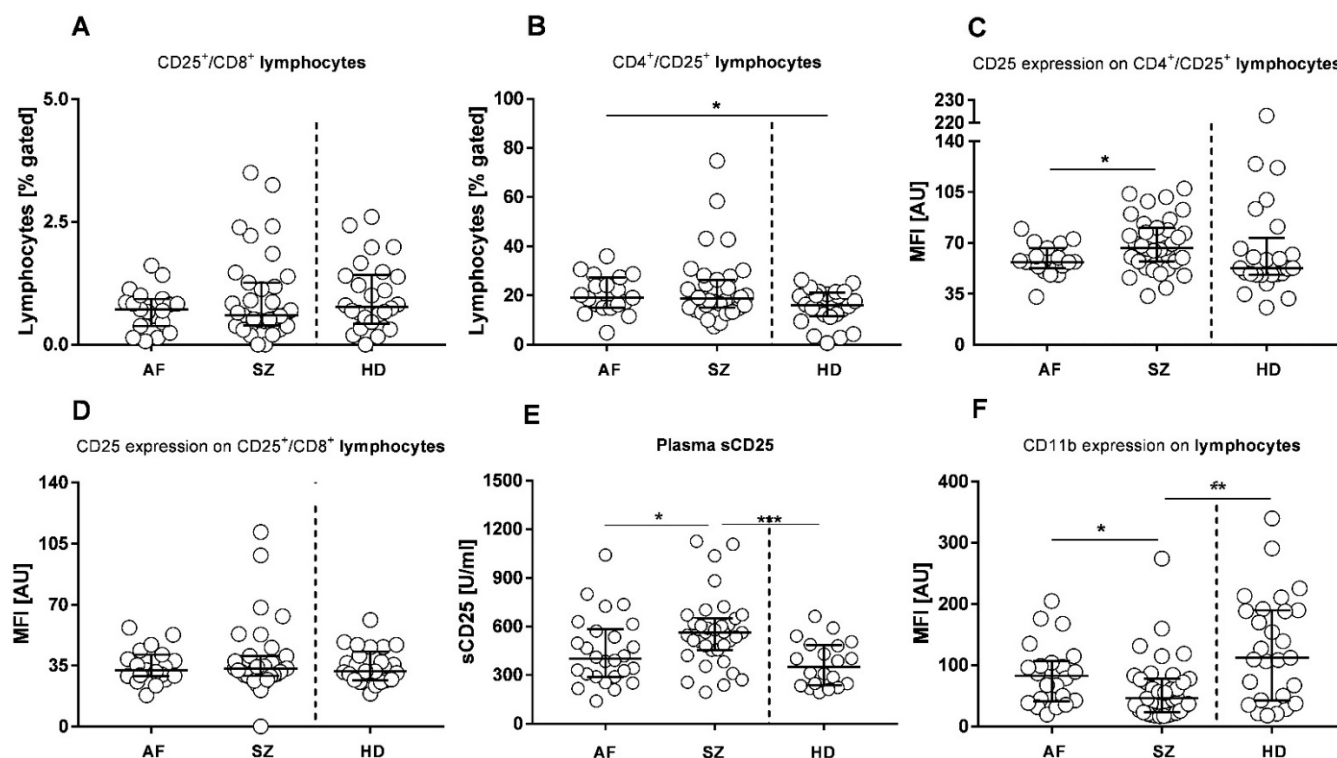 A
CD25⁺/CD8⁺ lymphocytes
Lymphocytes [% gated]
5.0
2.5
0.0
AF SZ HD
B
CD4⁺/CD25⁺ lymphocytes
Lymphocytes [% gated]
100
80
60
40
20
0
*
AF SZ HD
C
CD25 expression on CD4⁺/CD25⁺ lymphocytes
MFI [AU]
230
220
140
105
70
35
0
*
AF SZ HD
D
CD25 expression on CD25⁺/CD8⁺ lymphocytes
MFI [AU]
140
105
70
35
0
AF SZ HD
E
Plasma sCD25
sCD25 [U/ml]
1500
1200
900
600
300
0
* ***
AF SZ HD
F
CD11b expression on lymphocytes
MFI [AU]
400
300
200
100
0
**
*
AF SZ HD